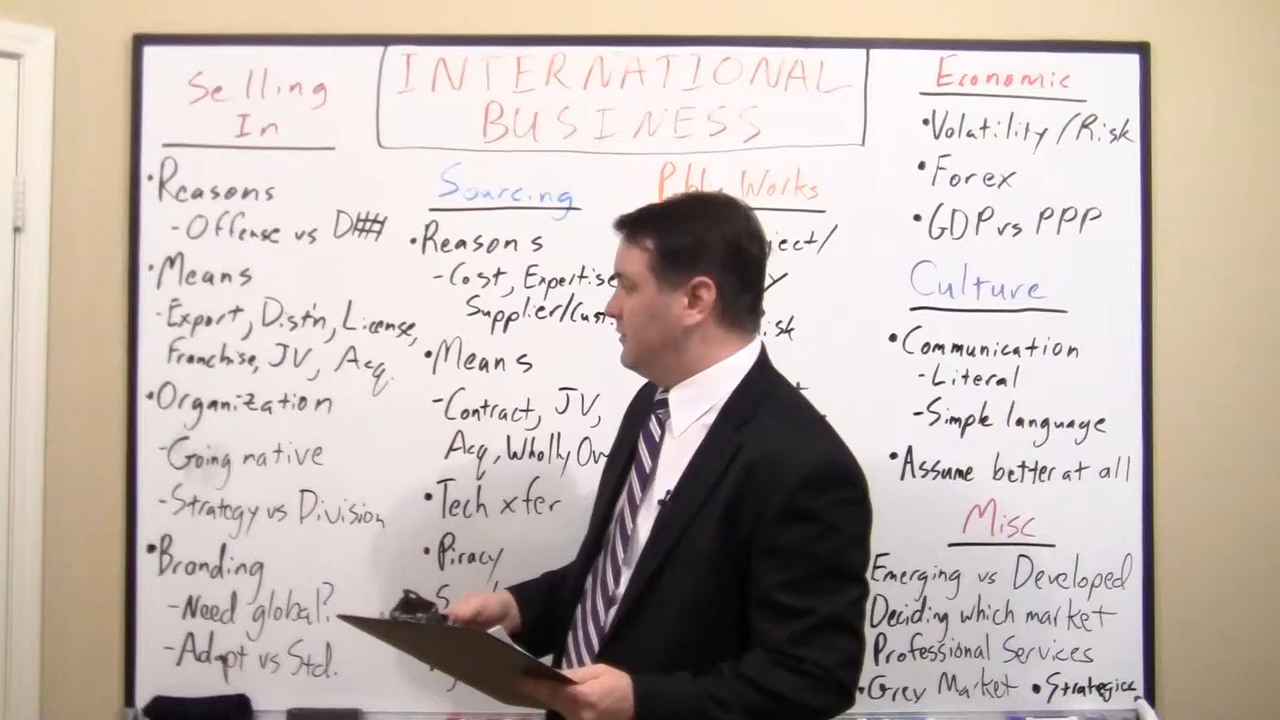 INTERNATIONAL
BUSINESS
Selling
In
•Reasons
-Offense vs
•Means
-Export, Distn, License,
Franchise, JV, Acq.
•Organization
-Going native
-Strategy vs Division
•Branding
-Need global?
-Adapt vs Std.
Sourcing
•Reasons
-Cost, Expertise
Supplier/Cust.
•Means
-Contract, JV,
Acq, Wholly
•Tech xfer
•Piracy
Works
Economic
•Volatility/Risk
•Forex
•GDP vs PPP
Culture
•Communication
-Literal
-Simple language
•Assume better at all
Misc
Emerging vs Developed
Deciding which market
Professional Services
•Grey Market •Strategies